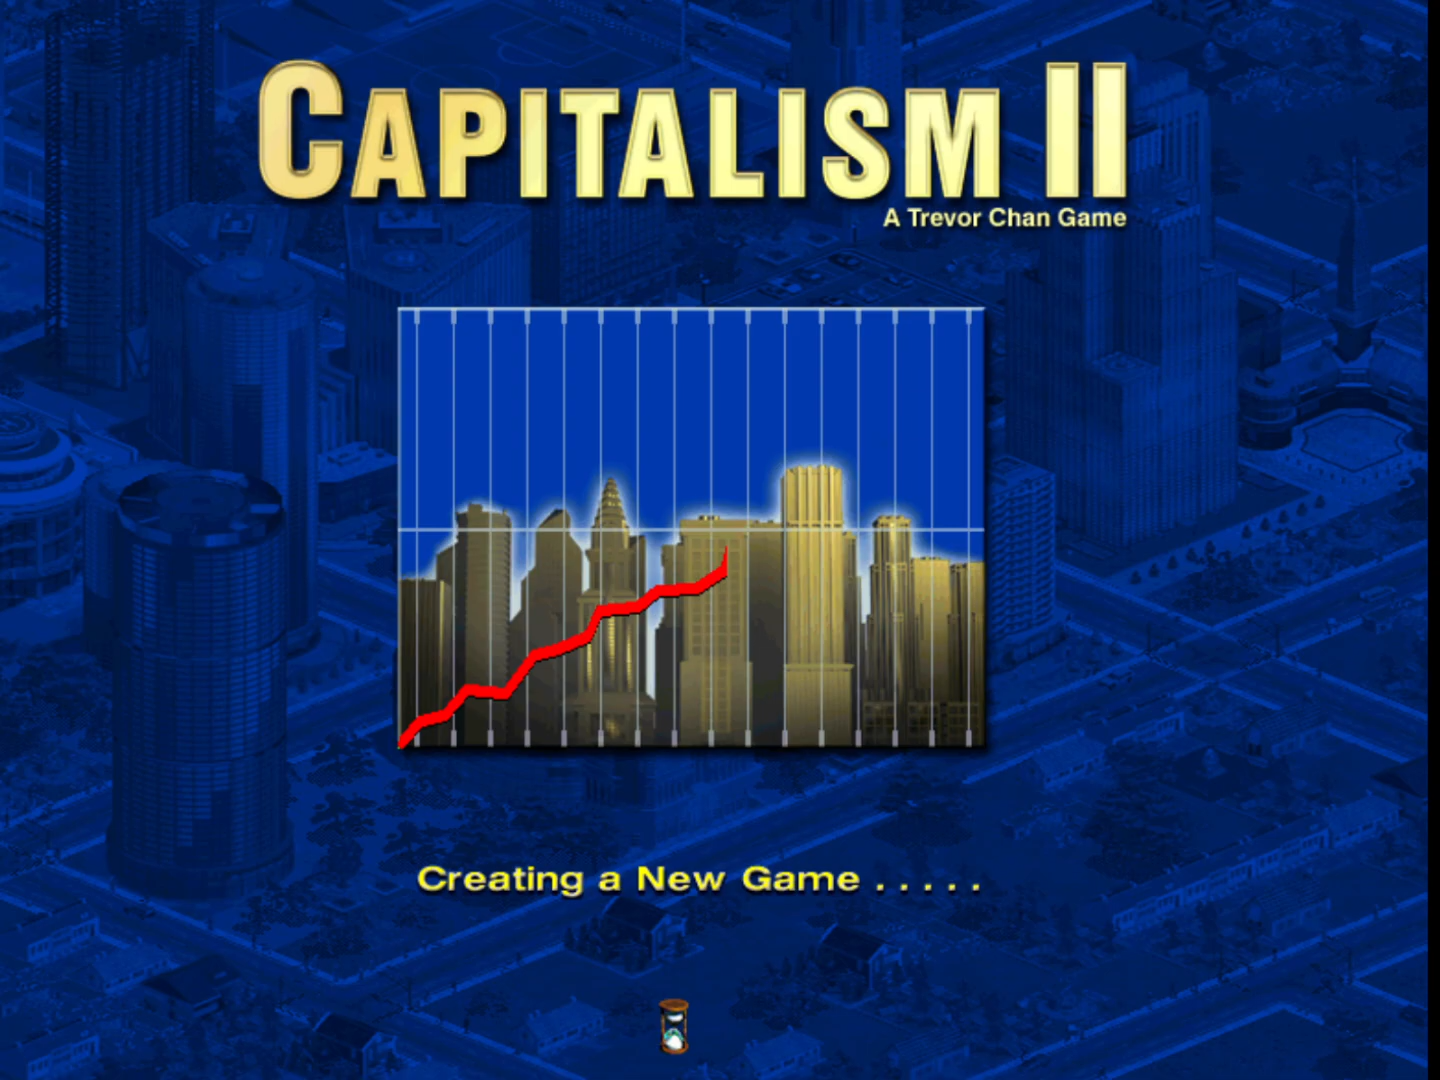 CAPITALISM II
A Trevor Chan Game
Creating a New Game . . . . .